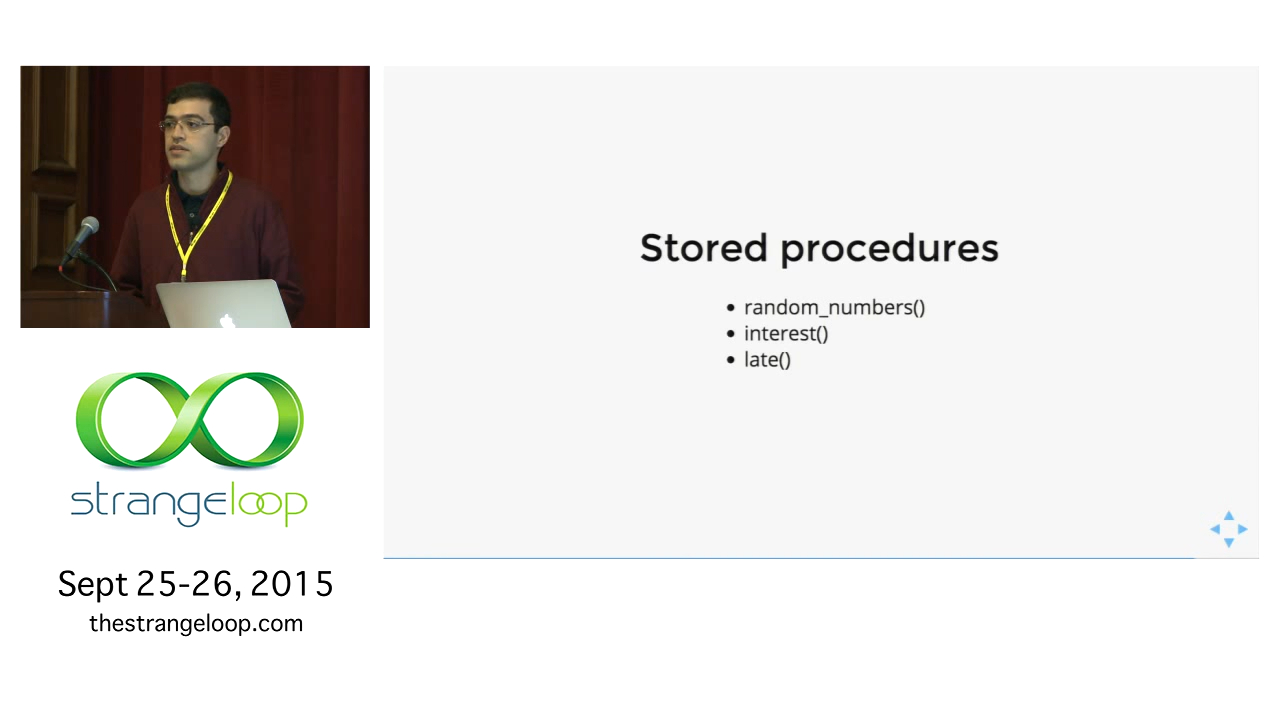 Stored procedures
random_numbers()
interest()
late()
strangeloop
Sept 25-26, 2015
thestrangeloop.com